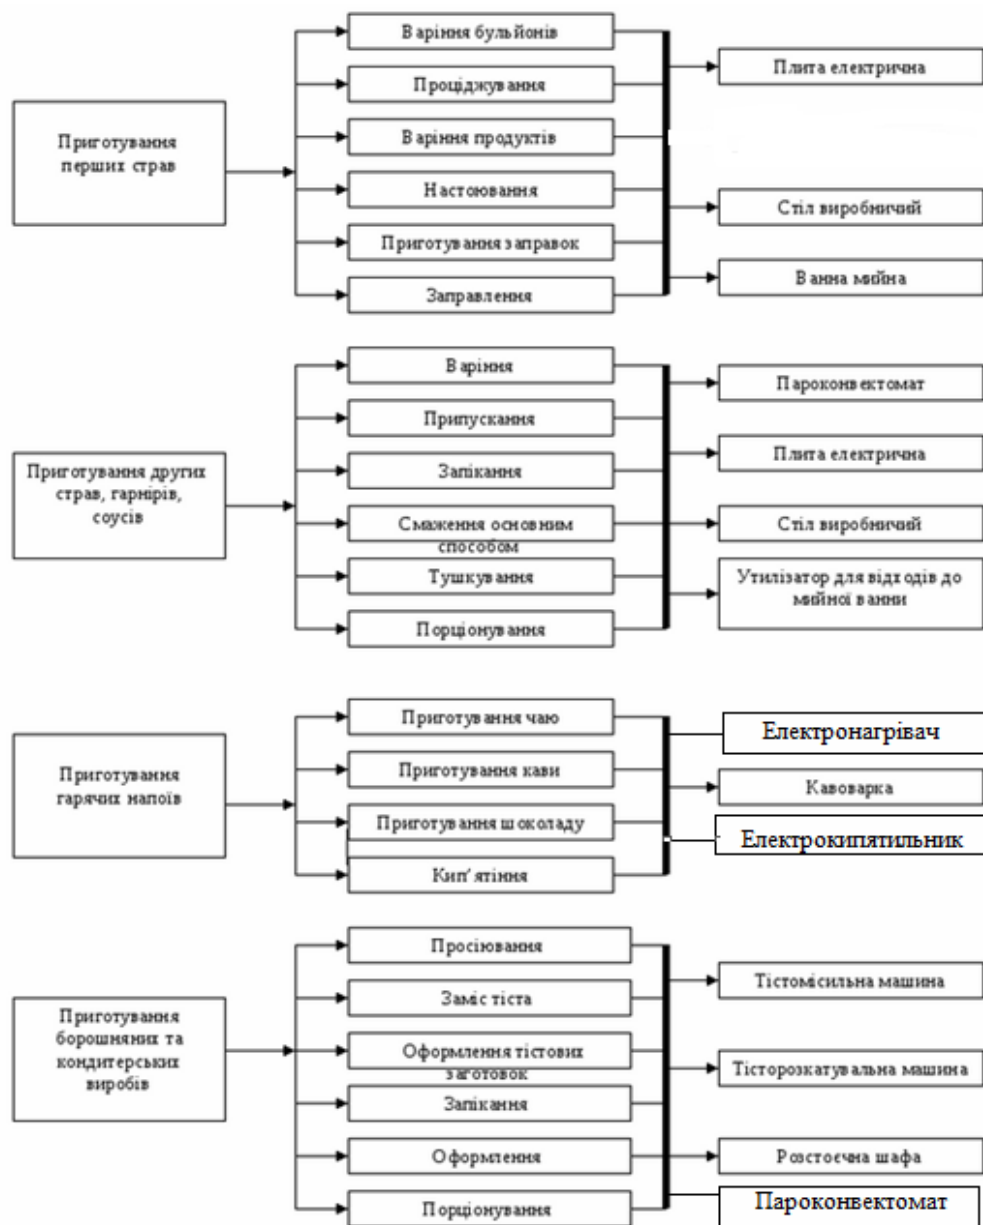 Приготування
перших страв
Варіння бульйонів
Проціджування
Варіння продуктів
Настоювання
Приготування заправок
Заправлення
Плита електрична
Стіл виробничий
Ванна мийна
Приготування других
страв, гарнірів,
соусів
Варіння
Припускання
Запікання
Смаження основним
способом
Тушкування
Порціонування
Пароконвектомат
Плита електрична
Стіл виробничий
Утилізатор для відходів до
мийної ванни
Приготування
гарячих напоїв
Приготування чаю
Приготування кави
Приготування шоколаду
Кип’ятіння
Електронагрівач
Кавоварка
Електрокипятильник
Приготування
борошняних та
кондитерських
виробів
Просіювання
Заміс тіста
Оформлення тістових
заготовок
Запікання
Оформлення
Порціонування
Тістомісильна машина
Тісторозкатувальна машина
Розстоєчна шафа
Пароконвектомат